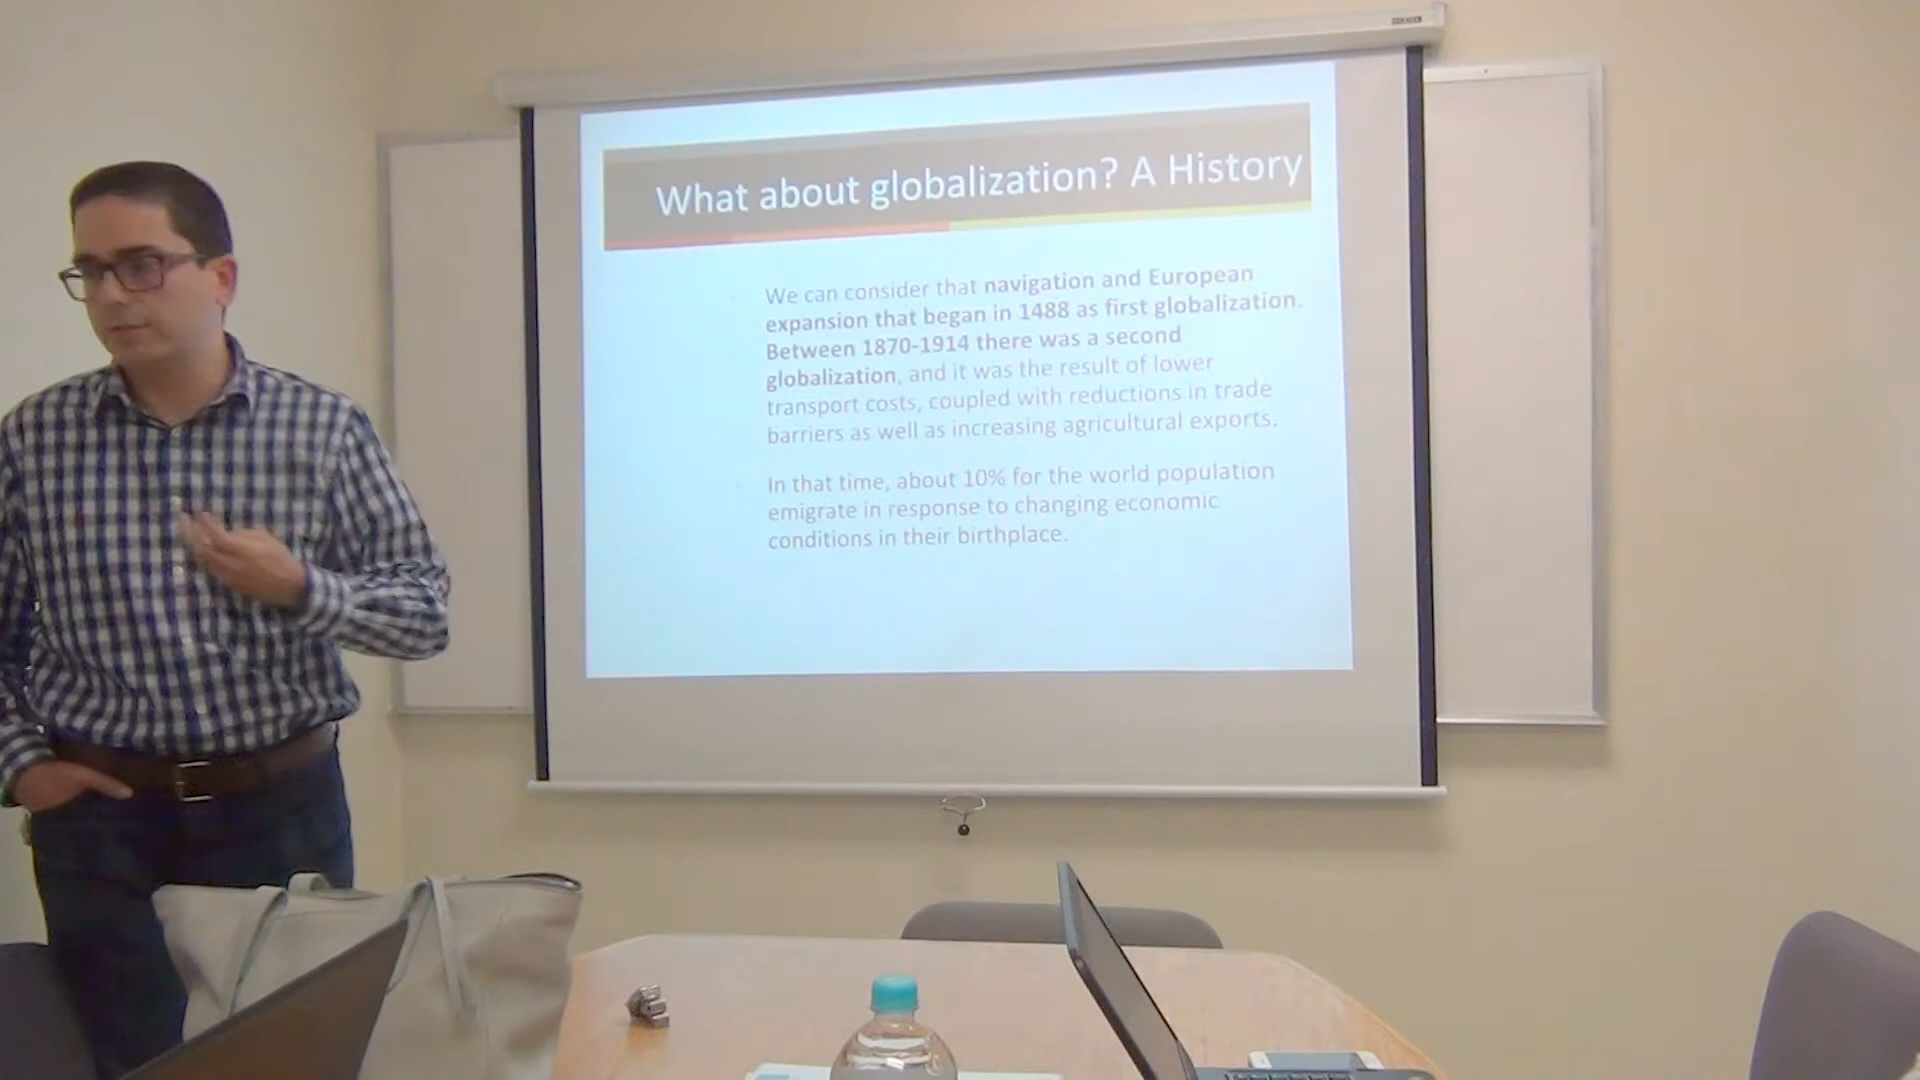 What about globalization? A History
We can consider that navigation and European
expansion that began in 1488 as first globalization.
Between 1870-1914 there was a second
globalization, and it was the result of lower
transport costs, coupled with reductions in trade
barriers as well as increasing agricultural exports.
In that time, about 10% for the world population
emigrate in response to changing economic
conditions in their birthplace.